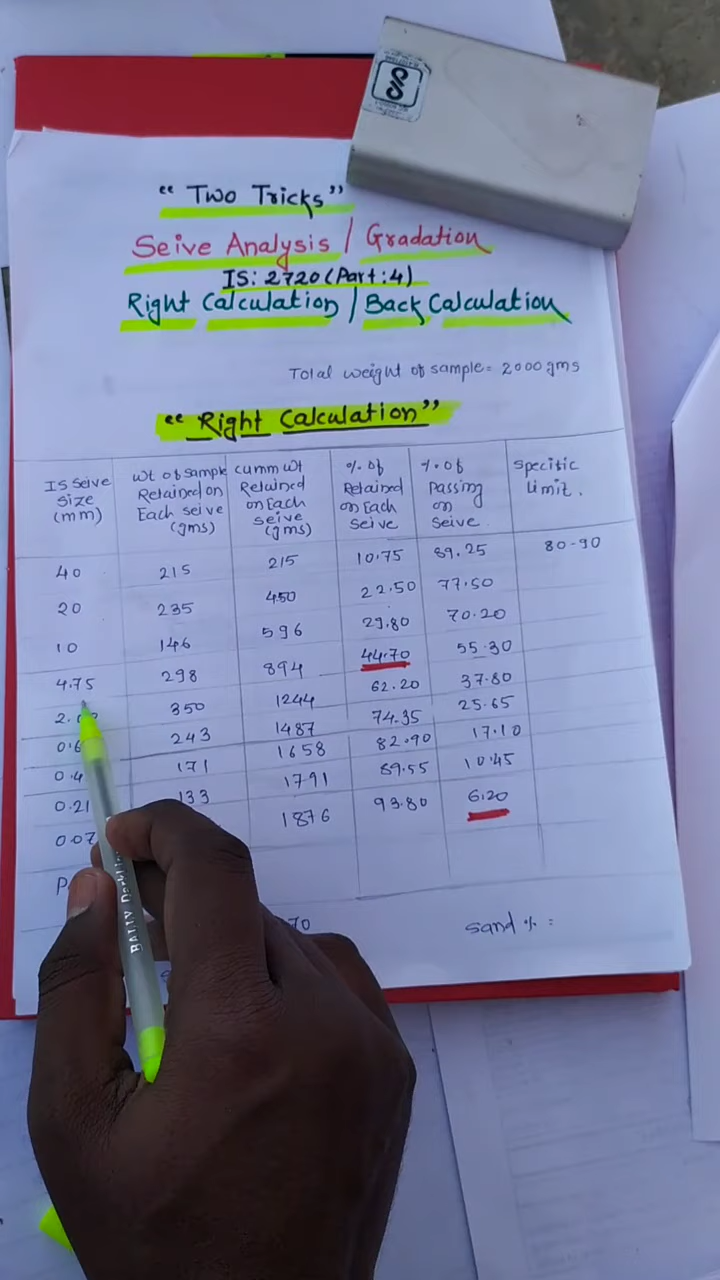 “Two Tricks”
Seive Analysis / Gradation
IS: 2720 (Part:4)
Right Calculation / Back Calculation
Total weight of sample= 2000gms
“Right Calculation”
IS Seive Size (mm) | Wt of sample Retained on Each seive (gms) | cumm wt Retained on Each seive (gms) | % of Retained on Each seive | % of Passing on seive | Specific limit.
40 | 215 | 215 | 10.75 | 89.25 | 80-90
20 | 235 | 450 | 22.50 | 77.50
10 | 146 | 596 | 29.80 | 70.20
4.75 | 298 | 894 | 44.70 | 55.30
350 | 1244 | 62.20 | 37.80
243 | 1487 | 74.35 | 25.65
171 | 1658 | 82.90 | 17.10
0.21 | 133 | 1791 | 89.55 | 10.45
1876 | 93.80 | 6.20
Sand % =